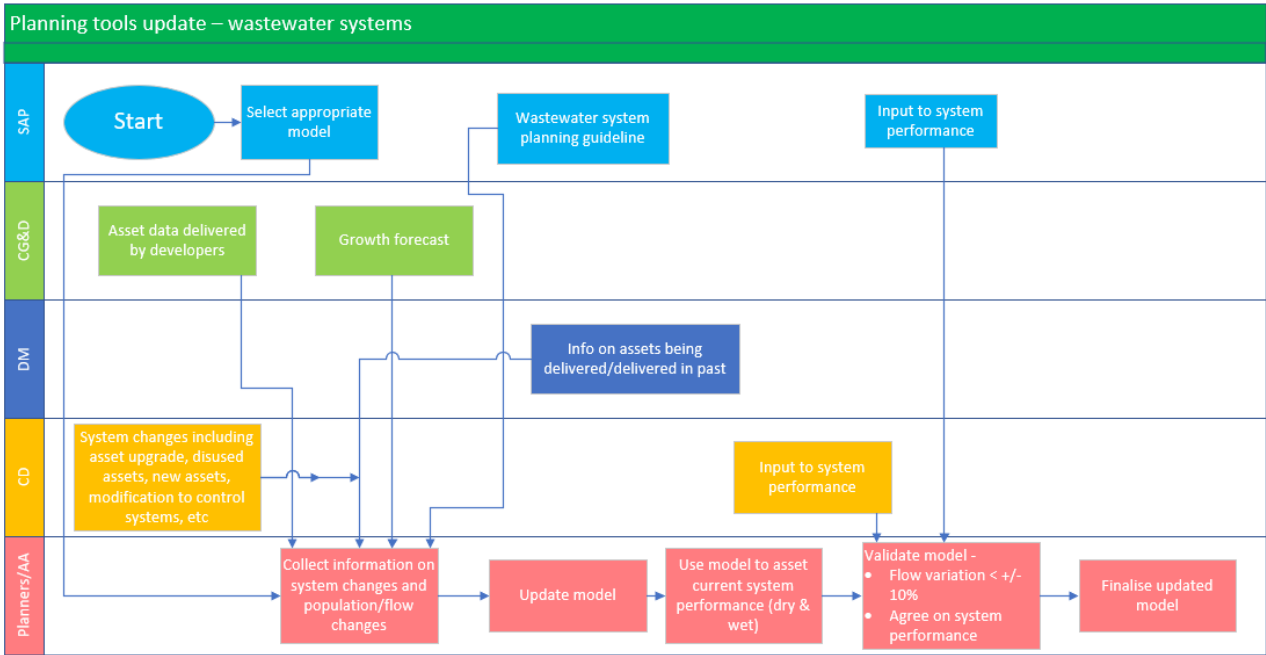 Planning tools update – wastewater systems
SAP
Start
Select appropriate
model
Wastewater system
planning guideline
Input to system
performance
CG&D
Asset data delivered
by developers
Growth forecast
DM
Info on assets being
delivered/delivered in past
CD
System changes including
asset upgrade, disused
assets, new assets,
modification to control
systems, etc
Input to system
performance
Planners/AA
Collect information on
system changes and
population/flow
changes
Update model
Use model to asset
current system
performance (dry &
wet)
Validate model -
• Flow variation < +/-
10%
• Agree on system
performance
Finalise updated
model